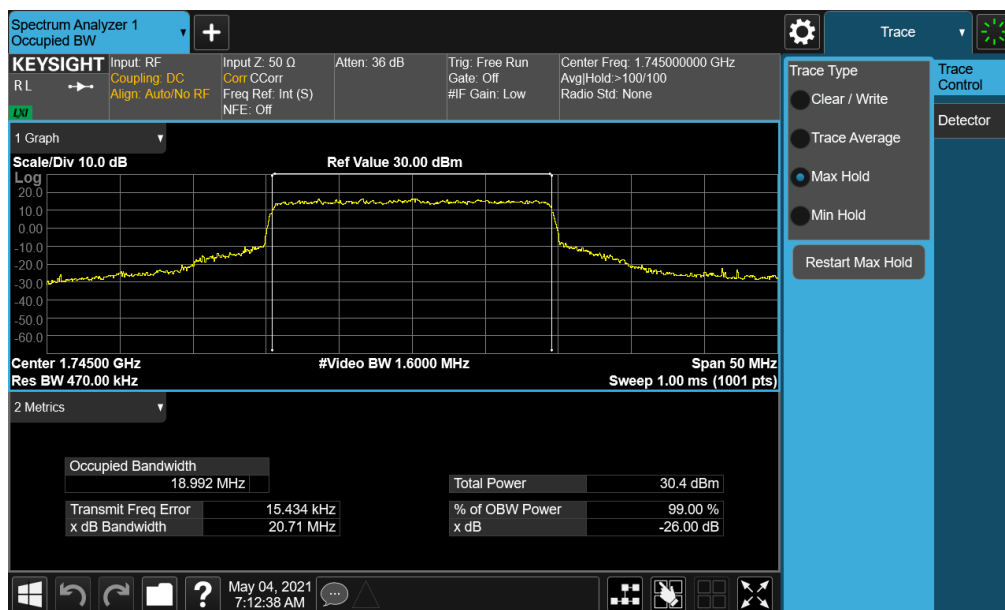 Spectrum Analyzer 1
Occupied BW
+
Trace
KEYSIGHT
RL
LXI
Input: RF
Coupling: DC
Align: Auto/No RF
Input Z: 50 Ω
Corr CCorr
Freq Ref: Int (S)
NFE: Off
Atten: 36 dB
Trig: Free Run
Gate: Off
#IF Gain: Low
Center Freq: 1.745000000 GHz
Avg|Hold:>100/100
Radio Std: None
Trace Type
Clear / Write
Trace Average
Max Hold
Min Hold
Restart Max Hold
Trace
Control
Detector
1 Graph
Scale/Div 10.0 dB
Ref Value 30.00 dBm
Log
20.0
10.0
0.00
-10.0
-20.0
-30.0
-40.0
-50.0
-60.0
Center 1.74500 GHz
#Video BW 1.6000 MHz
Span 50 MHz
Res BW 470.00 kHz
Sweep 1.00 ms (1001 pts)
2 Metrics
Occupied Bandwidth
18.992 MHz
Total Power 30.4 dBm
Transmit Freq Error 15.434 kHz
% of OBW Power 99.00 %
x dB Bandwidth 20.71 MHz
x dB -26.00 dB
?
May 04, 2021
7:12:38 AM